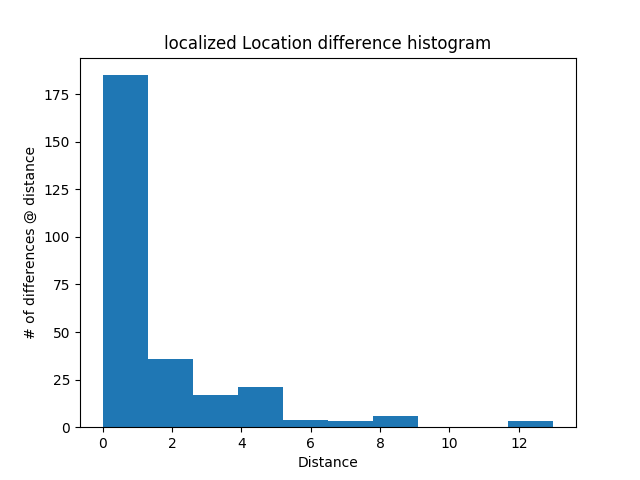 localized Location difference histogram
# of differences @ distance
175
150
125
100
75
50
25
0
0 2 4 6 8 10 12
Distance